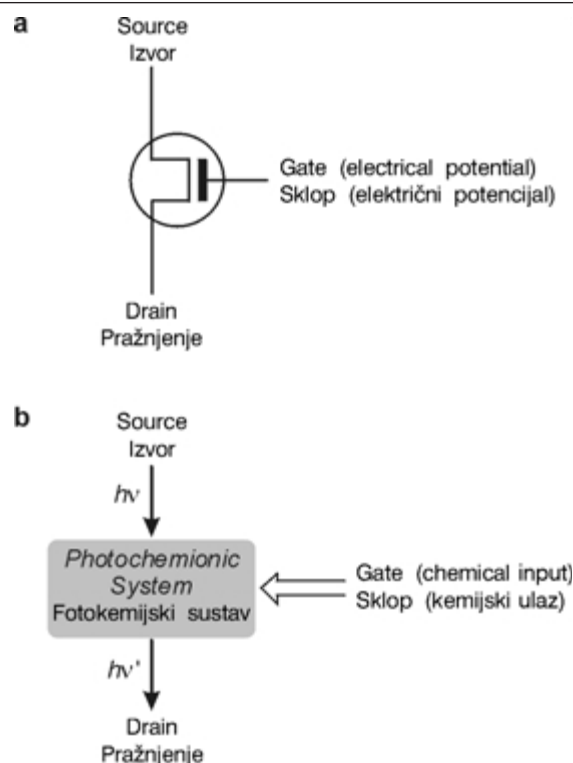 a
Source
Izvor
Gate (electrical potential)
Sklop (električni potencijal)
Drain
Pražnjenje
b
Source
Izvor
hν
Photochemionic
System
Fotokemijski sustav
Gate (chemical input)
Sklop (kemijski ulaz)
hν'
Drain
Pražnjenje